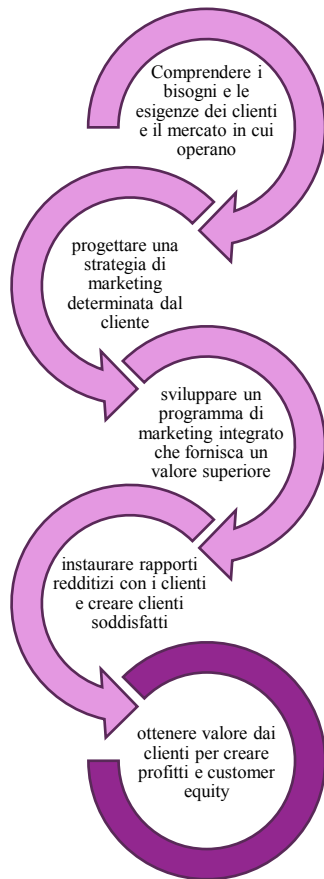 Comprendere i
bisogni e le
esigenze dei clienti
e il mercato in cui
operano
progettare una
strategia di
marketing
determinata dal
cliente
sviluppare un
programma di
marketing integrato
che fornisca un
valore superiore
instaurare rapporti
redditizi con i clienti
e creare clienti
soddisfatti
ottenere valore dai
clienti per creare
profitti e customer
equity